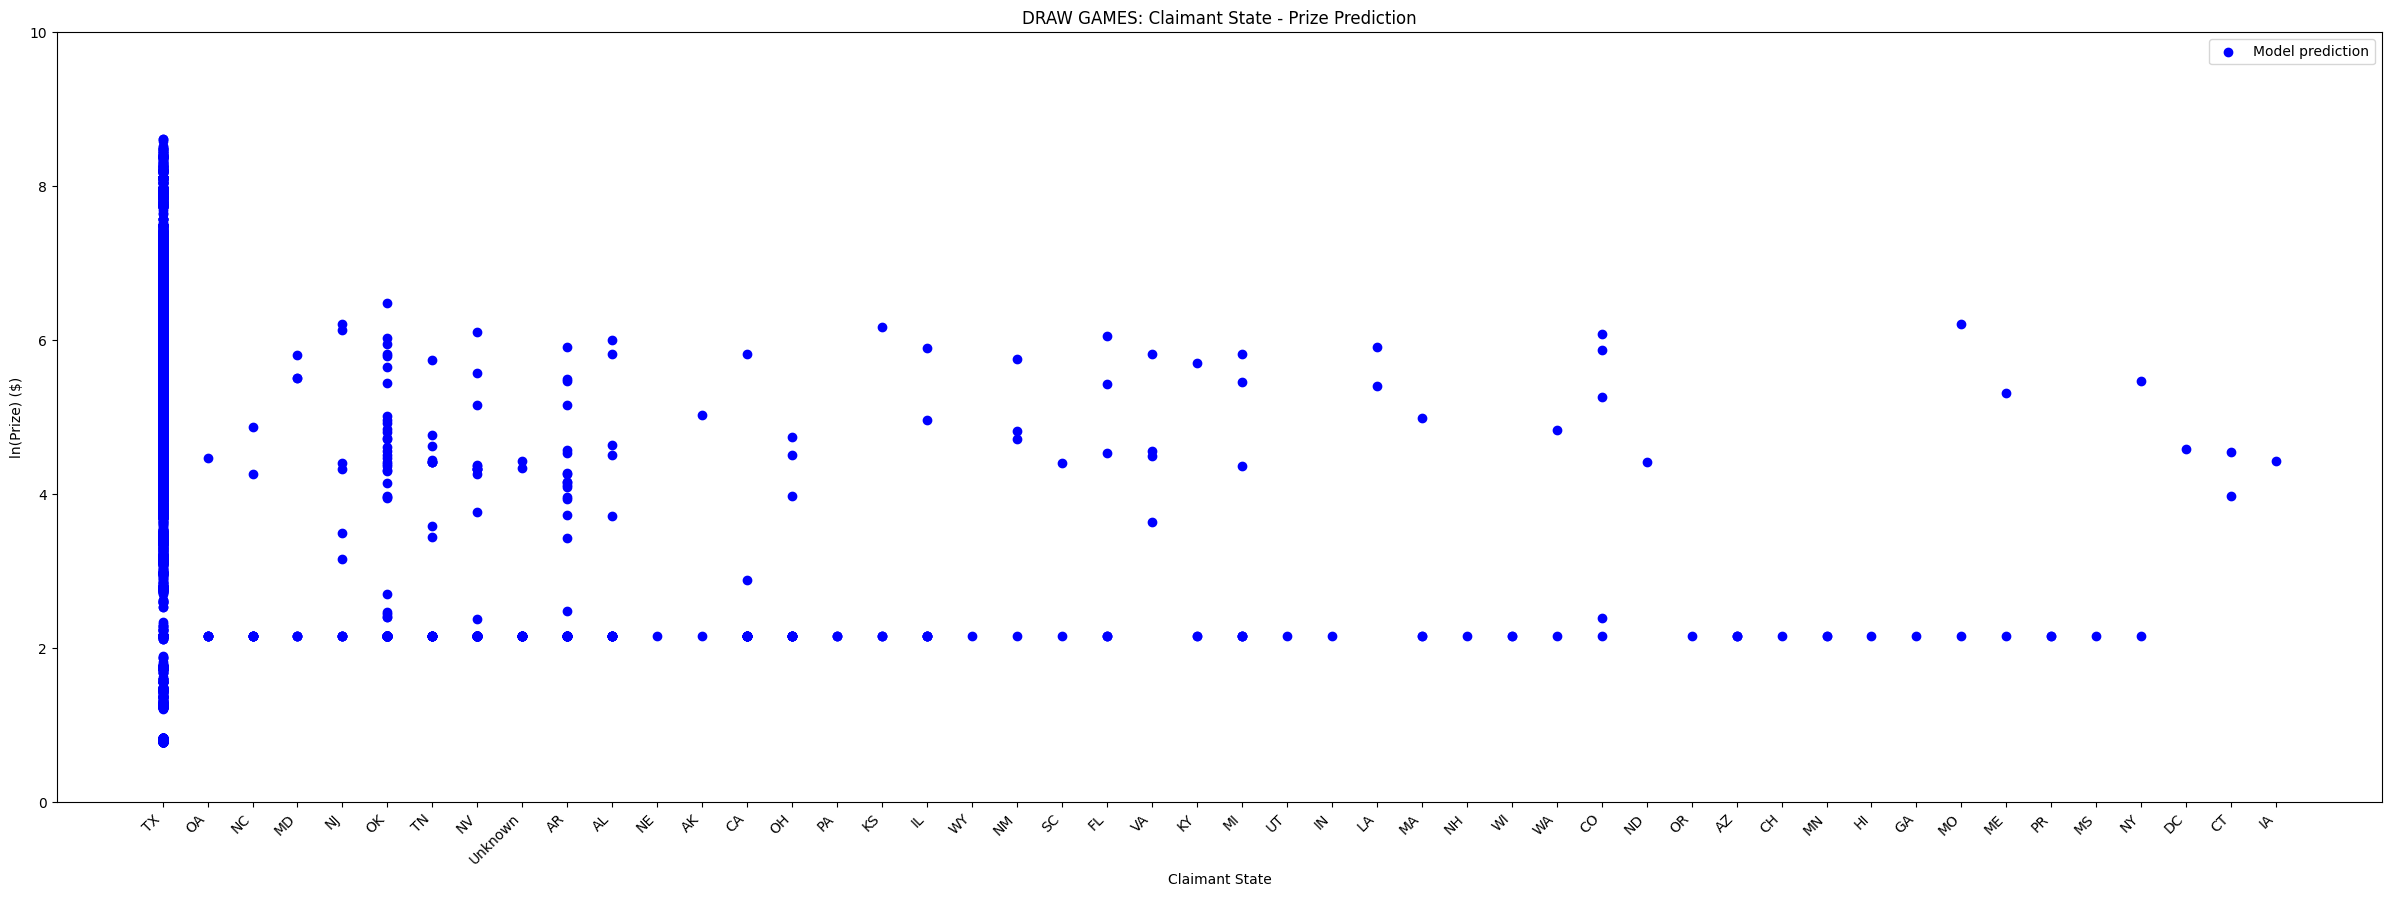 DRAW GAMES: Claimant State - Prize Prediction
Model prediction
ln(Prize) ($)
10
8
6
4
2
0
TX OA NC MD NJ OK TN NV Unknown AR AL NE AK CA OH PA KS IL WY NM SC FL VA KY MI UT IN LA MA NH WI WA CO ND OR AZ CH MN HI GA MO ME PR MS NY DC CT IA
Claimant State